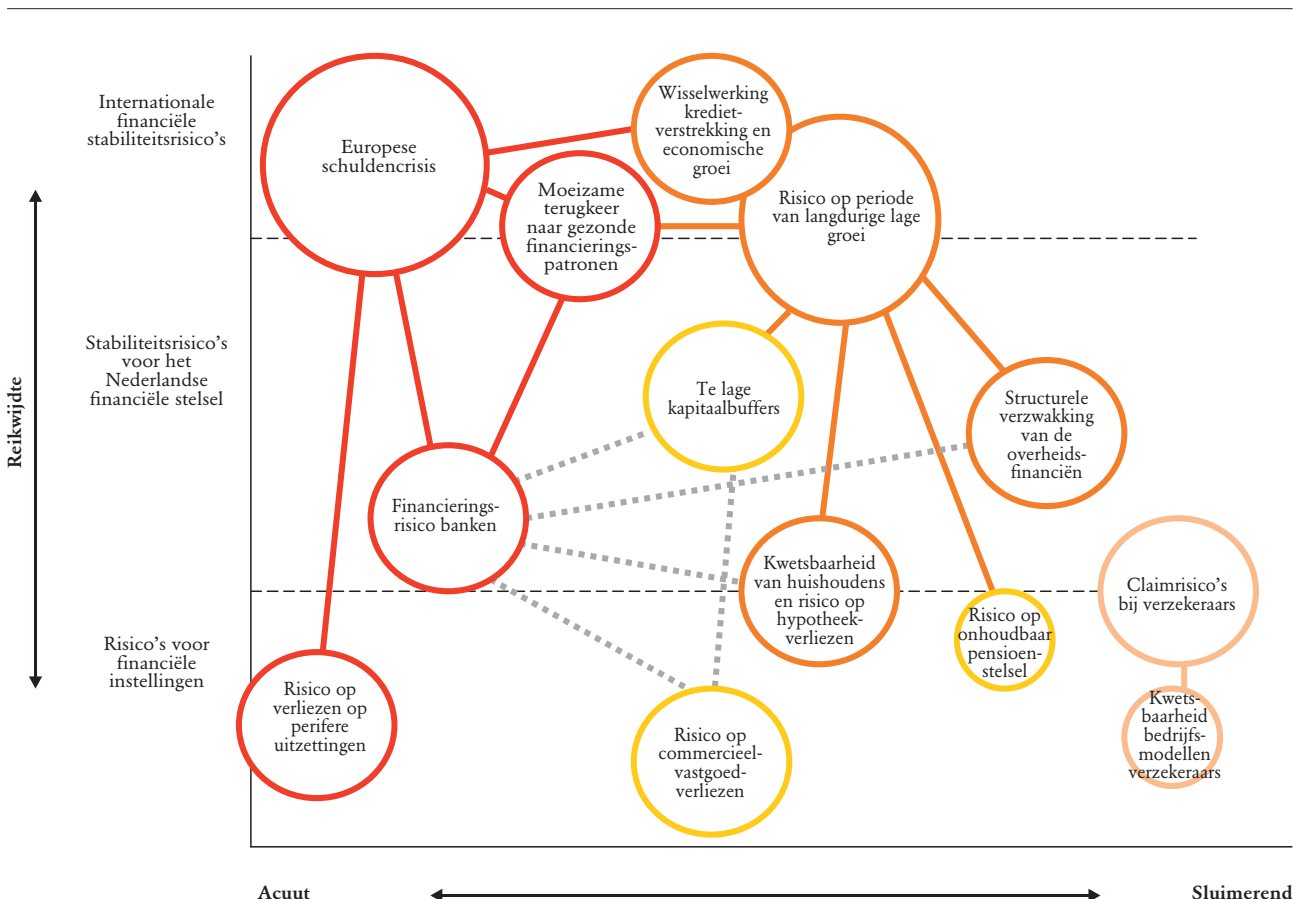 Internationale
financiële
stabiliteitsrisico's
Europese
schuldencrisis
Wisselwerking
krediet-
verstrekking en
economische
groei
Moeizame
terugkeer
naar gezonde
financierings-
patronen
Risico op periode
van langdurige lage
groei
Reikwijdte
Stabiliteitsrisico's
voor het
Nederlandse
financiële stelsel
Te lage
kapitaalbuffers
Structurele
verzwakking
van de
overheids-
financiën
Financierings-
risico banken
Kwetsbaarheid
van huishoudens
en risico op
hypotheek-
verliezen
Risico op
onhoudbaar
pensioen-
stelsel
Claimrisico's
bij verzekeraars
Risico's voor
financiële
instellingen
Risico op
verliezen op
perifere
uitzettingen
Risico op
commercieel-
vastgoed-
verliezen
Kwets-
baarheid
bedrijfs-
modellen
verzekeraars
Acuut
Sluimerend